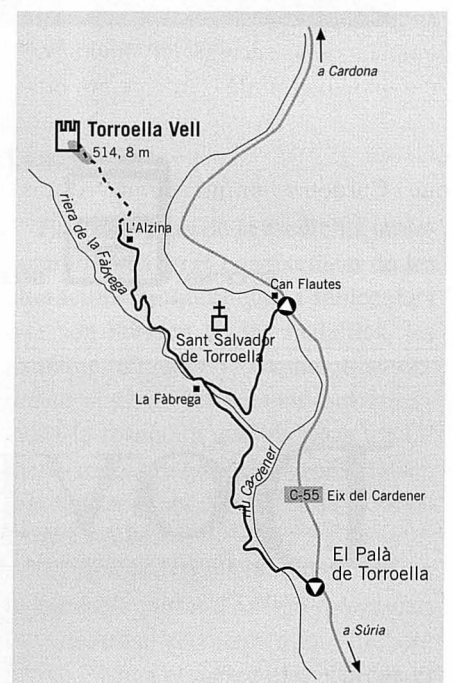 a Cardona
Torroella Vell
514, 8 m
riera de la Fàbrega
L'Alzina
Can Flautes
Sant Salvador
de Torroella
La Fàbrega
riu Cardener
C-55 Eix del Cardener
El Palà
de Torroella
a Súria